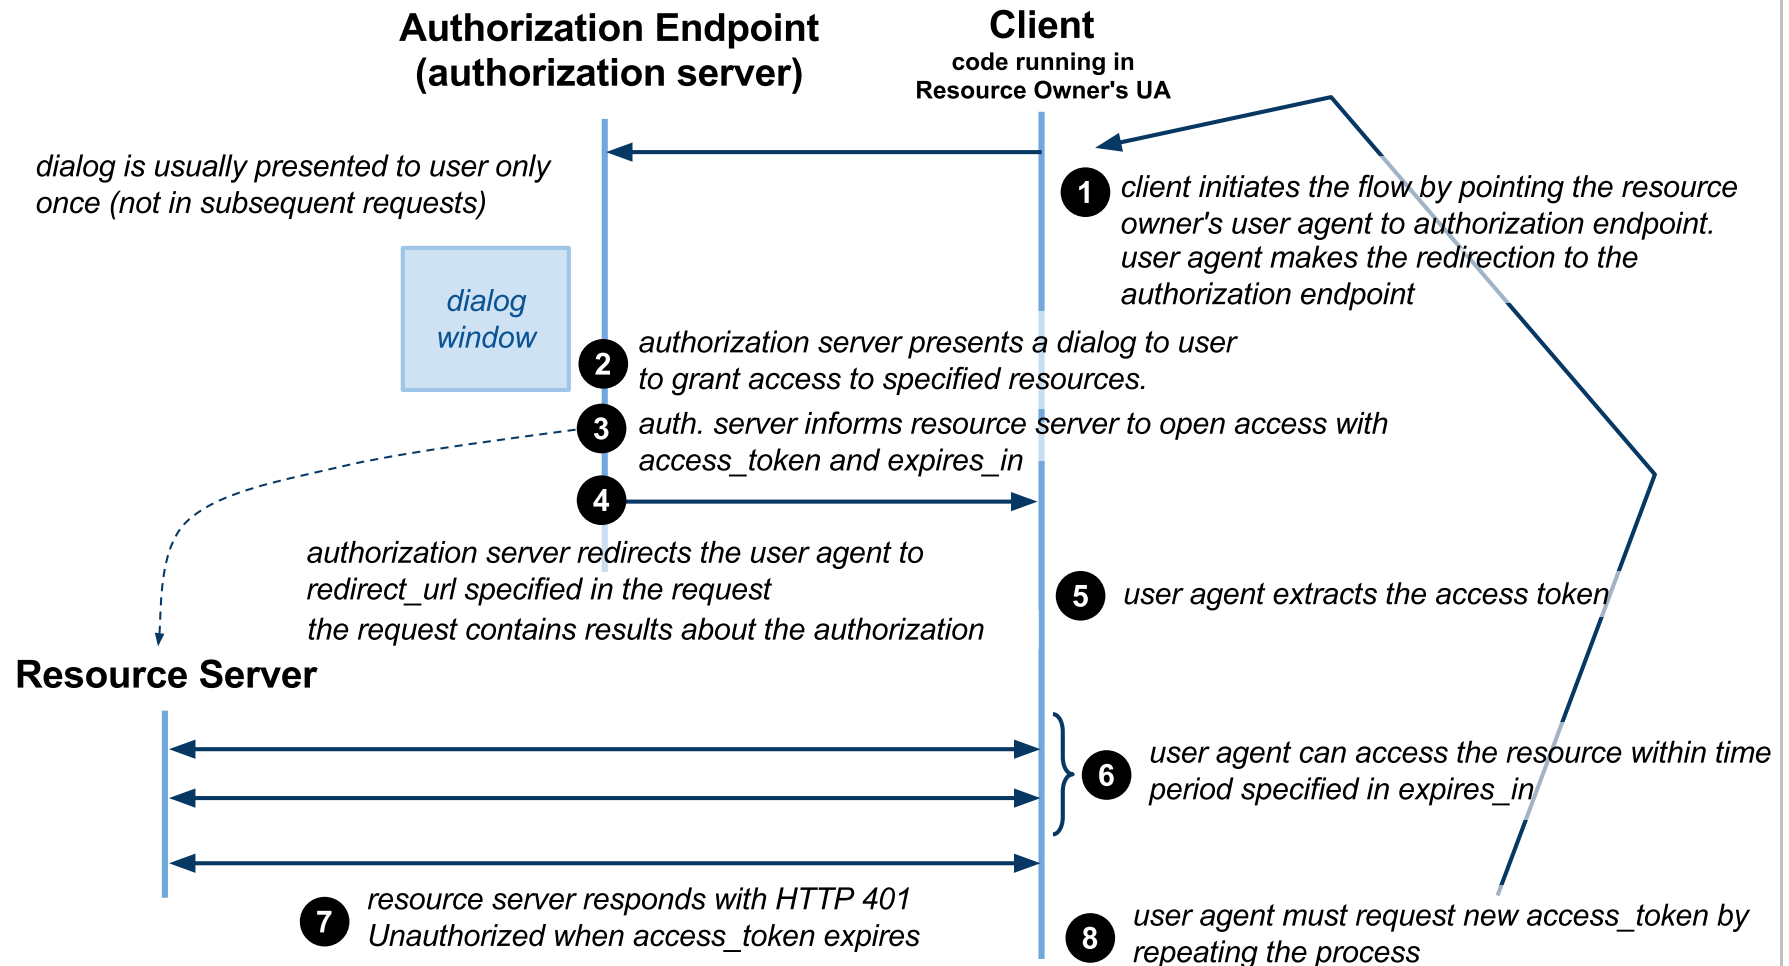 Authorization Endpoint
(authorization server)
Client
code running in
Resource Owner's UA
dialog is usually presented to user only
once (not in subsequent requests)
1
client initiates the flow by pointing the resource
owner's user agent to authorization endpoint.
user agent makes the redirection to the
authorization endpoint
dialog
window
2
authorization server presents a dialog to user
to grant access to specified resources.
3
auth. server informs resource server to open access with
access_token and expires_in
4
authorization server redirects the user agent to
redirect_url specified in the request
the request contains results about the authorization
5
user agent extracts the access token
Resource Server
6
user agent can access the resource within time
period specified in expires_in
7
resource server responds with HTTP 401
Unauthorized when access_token expires
8
user agent must request new access_token by
repeating the process